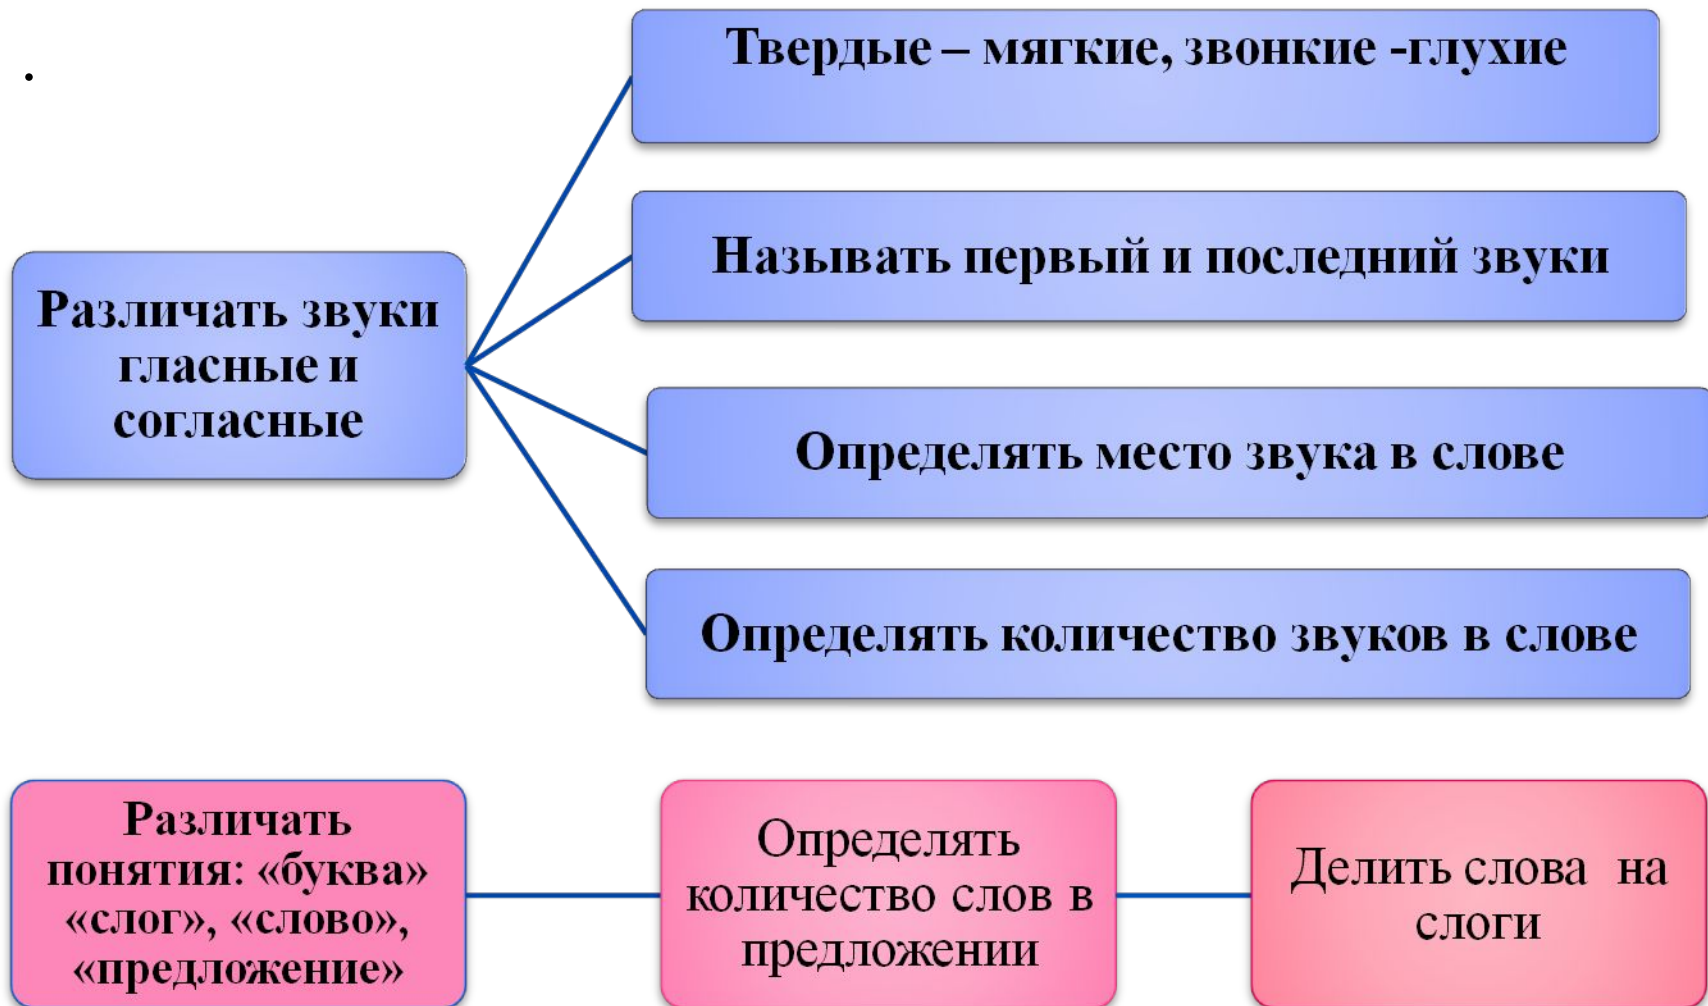 .
Твердые – мягкие, звонкие -глухие
Называть первый и последний звуки
Различать звуки
гласные и
согласные
Определять место звука в слове
Определять количество звуков в слове
Различать
понятия: «буква»
«слог», «слово»,
«предложение»
Определять
количество слов в
предложении
Делить слова на
слоги